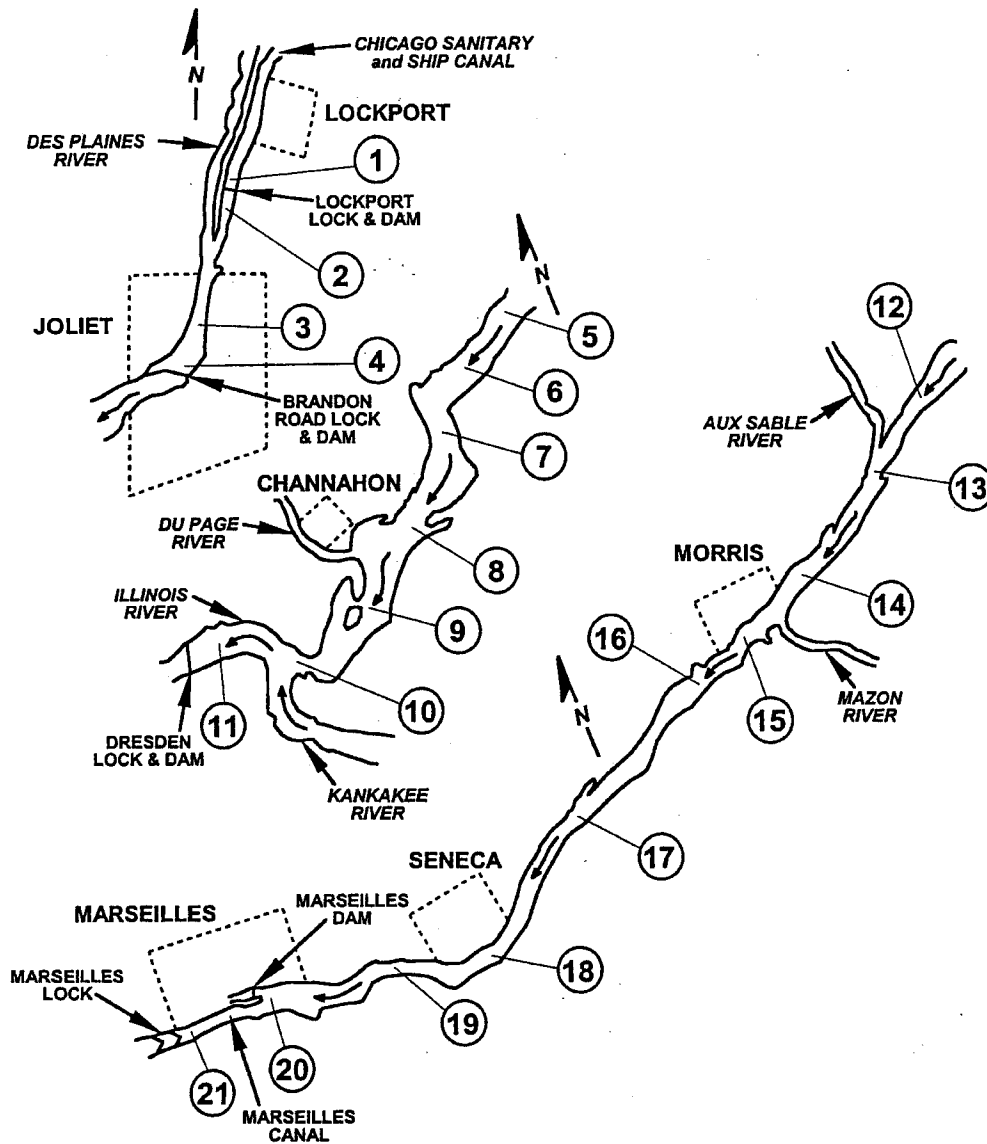 CHICAGO SANITARY
and SHIP CANAL
N
LOCKPORT
DES PLAINES
RIVER
1
LOCKPORT
LOCK & DAM
2
JOLIET
3
4
BRANDON
ROAD LOCK
& DAM
N
5
6
7
CHANNAHON
DU PAGE
RIVER
8
ILLINOIS
RIVER
9
10
11
DRESDEN
LOCK & DAM
KANKAKEE
RIVER
12
AUX SABLE
RIVER
13
MORRIS
14
16
15
MAZON
RIVER
N
17
SENECA
MARSEILLES
DAM
MARSEILLES
MARSEILLES
LOCK
18
19
20
21
MARSEILLES
CANAL